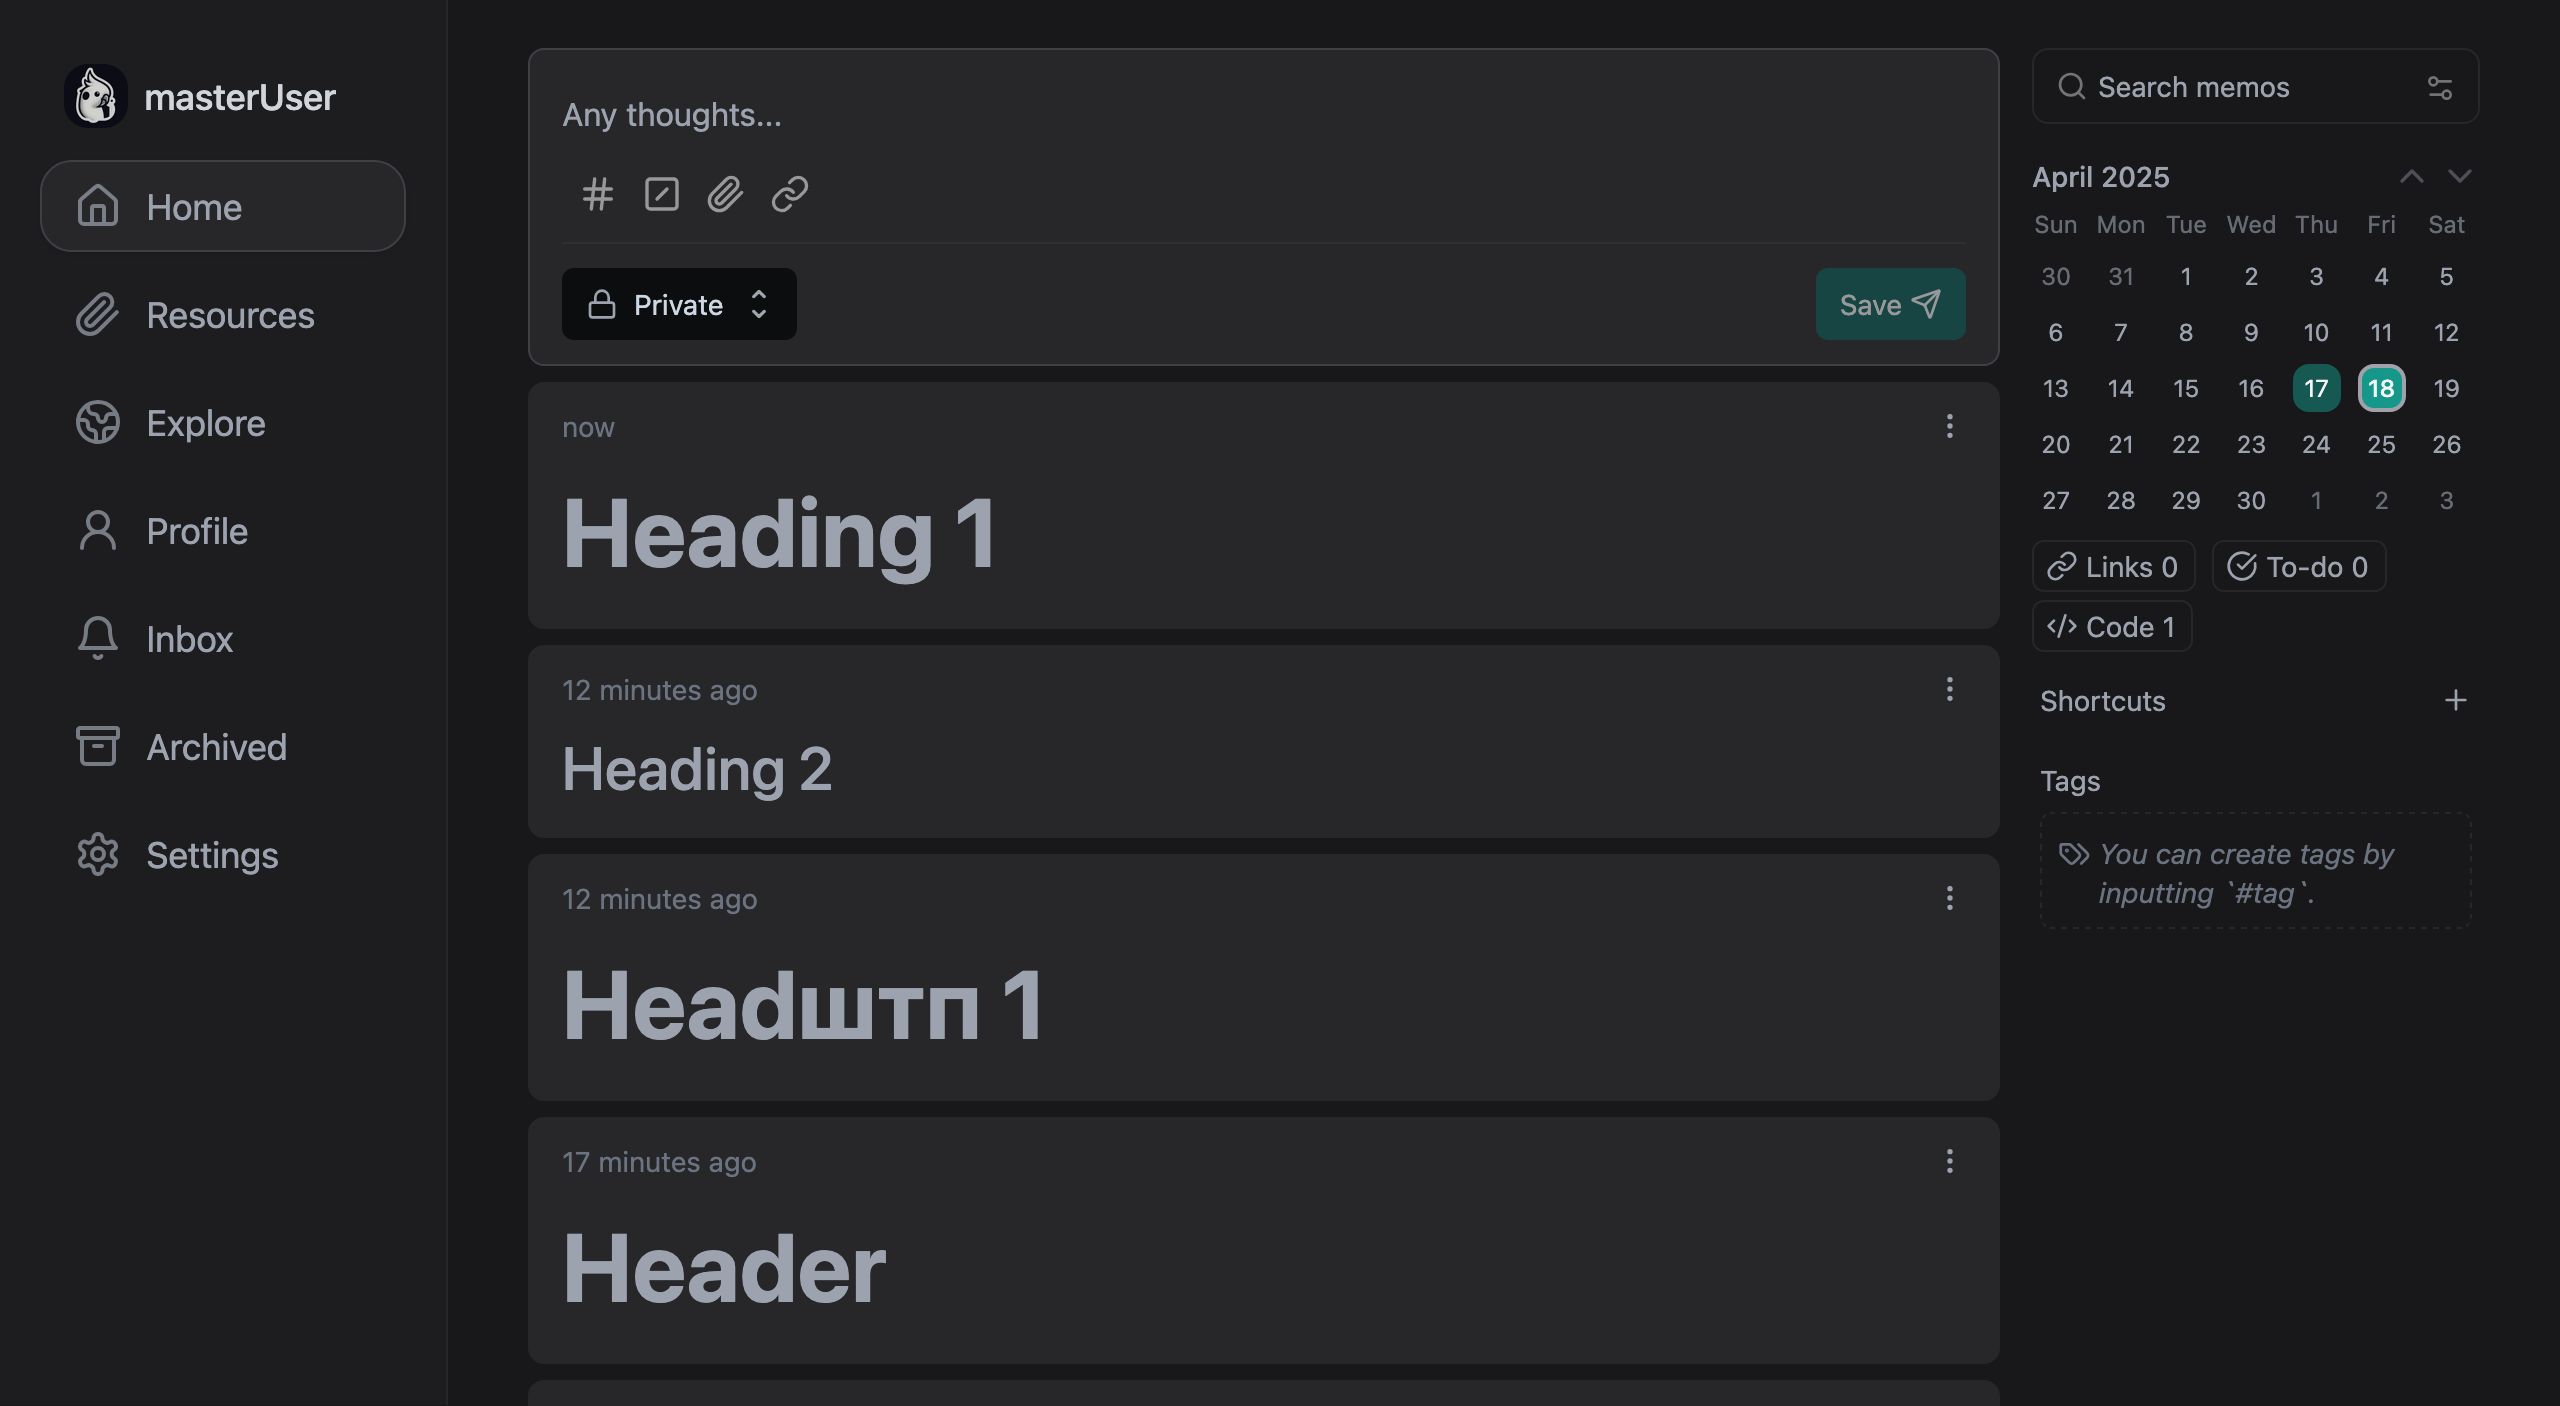 masterUser
Home
Resources
Explore
Profile
Inbox
Archived
Settings
Any thoughts...
Private
Save
now
Heading 1
12 minutes ago
Heading 2
12 minutes ago
Headштп 1
17 minutes ago
Header
Search memos
April 2025
Sun Mon Tue Wed Thu Fri Sat
30 31 1 2 3 4 5
6 7 8 9 10 11 12
13 14 15 16 17 18 19
20 21 22 23 24 25 26
27 28 29 30 1 2 3
Links 0 To-do 0
Code 1
Shortcuts
Tags
You can create tags by
inputting `#tag`.